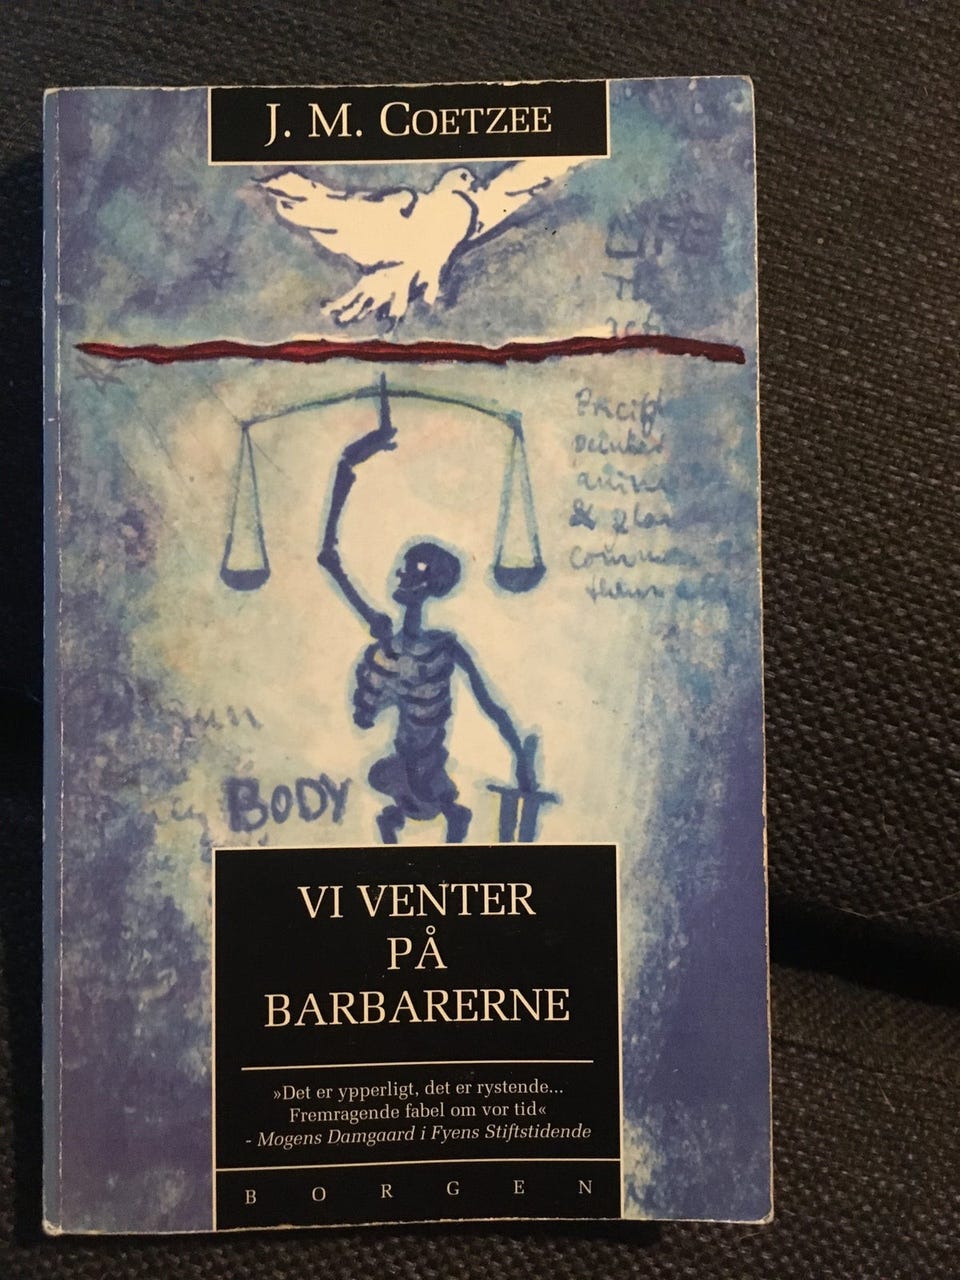 J. M. COETZEE
LIFE
& 
BODY
VI VENTER
PÅ
BARBARERNE
»Det er ypperligt, det er rystende...
Fremragende fabel om vor tid«
- Mogens Damgaard i Fyens Stiftstidende
BORGEN